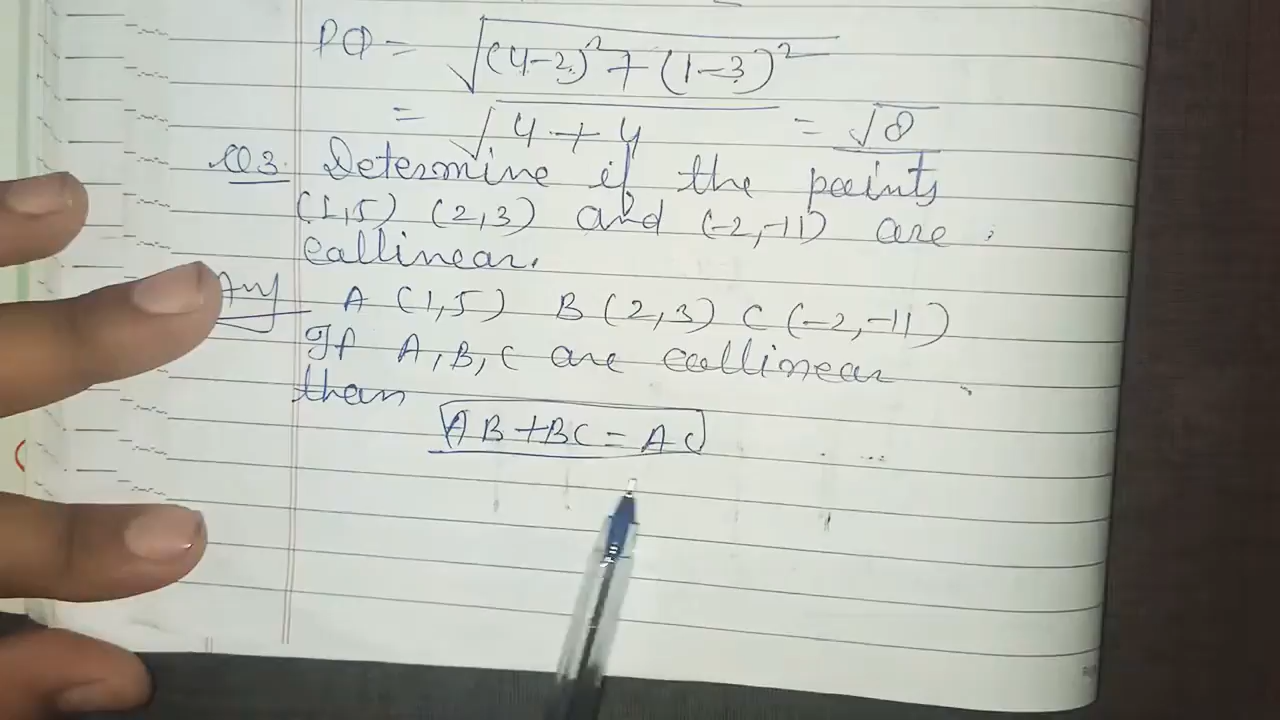 PQ = √(4-2)² + (1-3)²
= √4 + 4 = √8
Q3. Determine if the points
(1,5) (2,3) and (-2,-11) are
collinear.
Ans A (1,5) B (2,3) C (-2,-11)
If A, B, C are collinear
then
AB + BC = AC